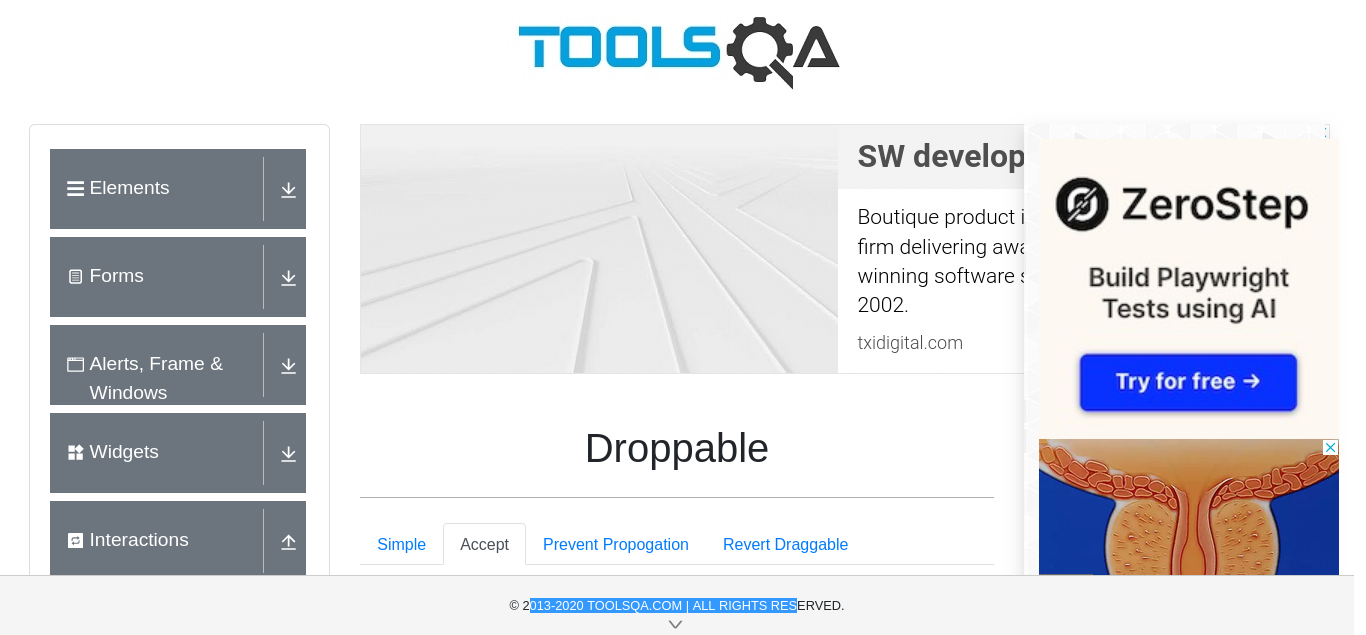 TOOLSQA
Elements
Forms
Alerts, Frame &
Windows
Widgets
Interactions
SW develop
Boutique product i
firm delivering awa
winning software s
2002.
txidigital.com
ZeroStep
Build Playwright
Tests using AI
Try for free →
Droppable
Simple
Accept
Prevent Propogation
Revert Draggable
© 2013-2020 TOOLSQA.COM | ALL RIGHTS RESERVED.